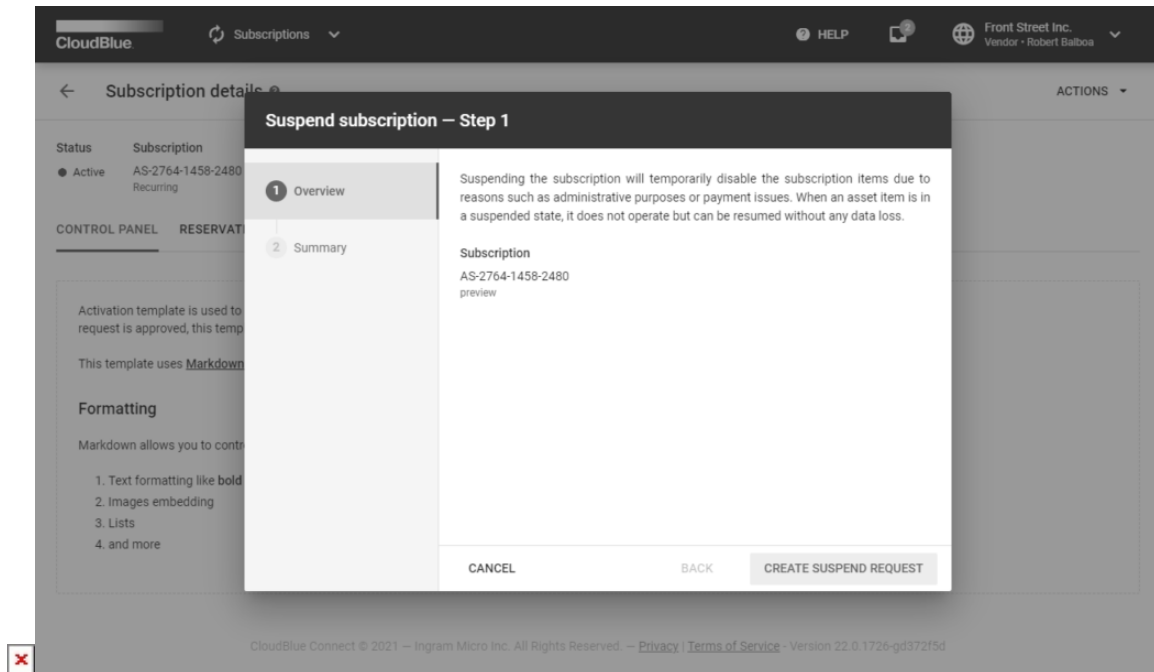 CloudBlue.
Subscriptions
HELP
2
Front Street Inc.
Vendor • Robert Balboa
Subscription details
ACTIONS
Suspend subscription — Step 1
Status
Subscription
Active
AS-2764-1458-2480
Recurring
CONTROL PANEL
RESERVATI
1 Overview
2 Summary
Suspending the subscription will temporarily disable the subscription items due to
reasons such as administrative purposes or payment issues. When an asset item is in
a suspended state, it does not operate but can be resumed without any data loss.
Subscription
AS-2764-1458-2480
preview
Activation template is used to
request is approved, this temp
This template uses Markdown
Formatting
Markdown allows you to contr
1. Text formatting like bold
2. Images embedding
3. Lists
4. and more
CANCEL
BACK
CREATE SUSPEND REQUEST
CloudBlue Connect © 2021 — Ingram Micro Inc. All Rights Reserved. — Privacy | Terms of Service - Version 22.0.1726-gd372f5d